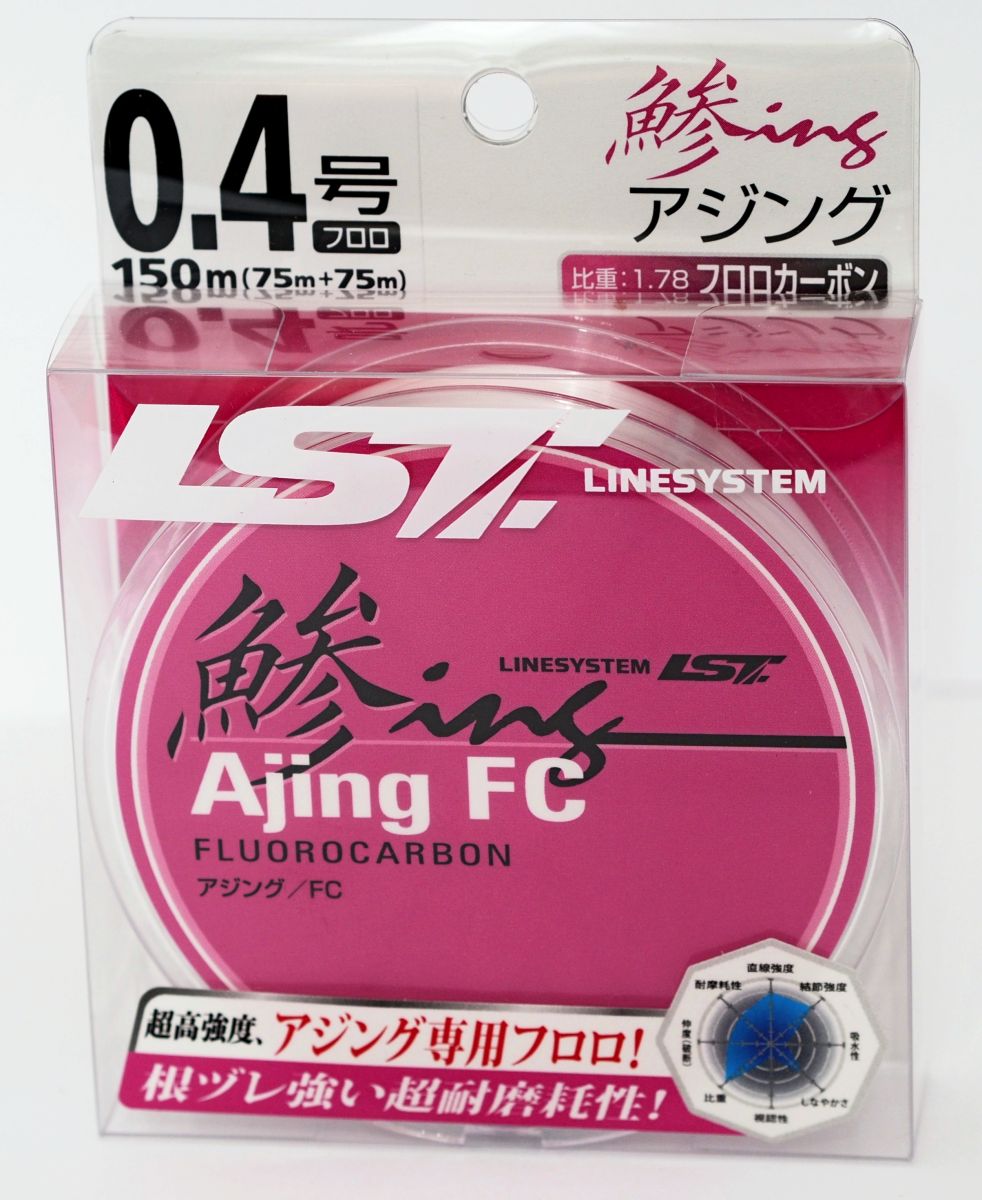 0.4号
フロロ
150m(75m+75m)
鯵ing
アジング
比重:1.78 フロロカーボン
LST.
LINESYSTEM
鯵ing
LINESYSTEM LST.
Ajing FC
FLUOROCARBON
アジング/FC
超高強度、アジング専用フロロ!
根ヅレ強い超耐磨耗性!
直線強度
結節強度
吸水性
しなやかさ
視認性
比重
伸度(破断)
耐摩耗性